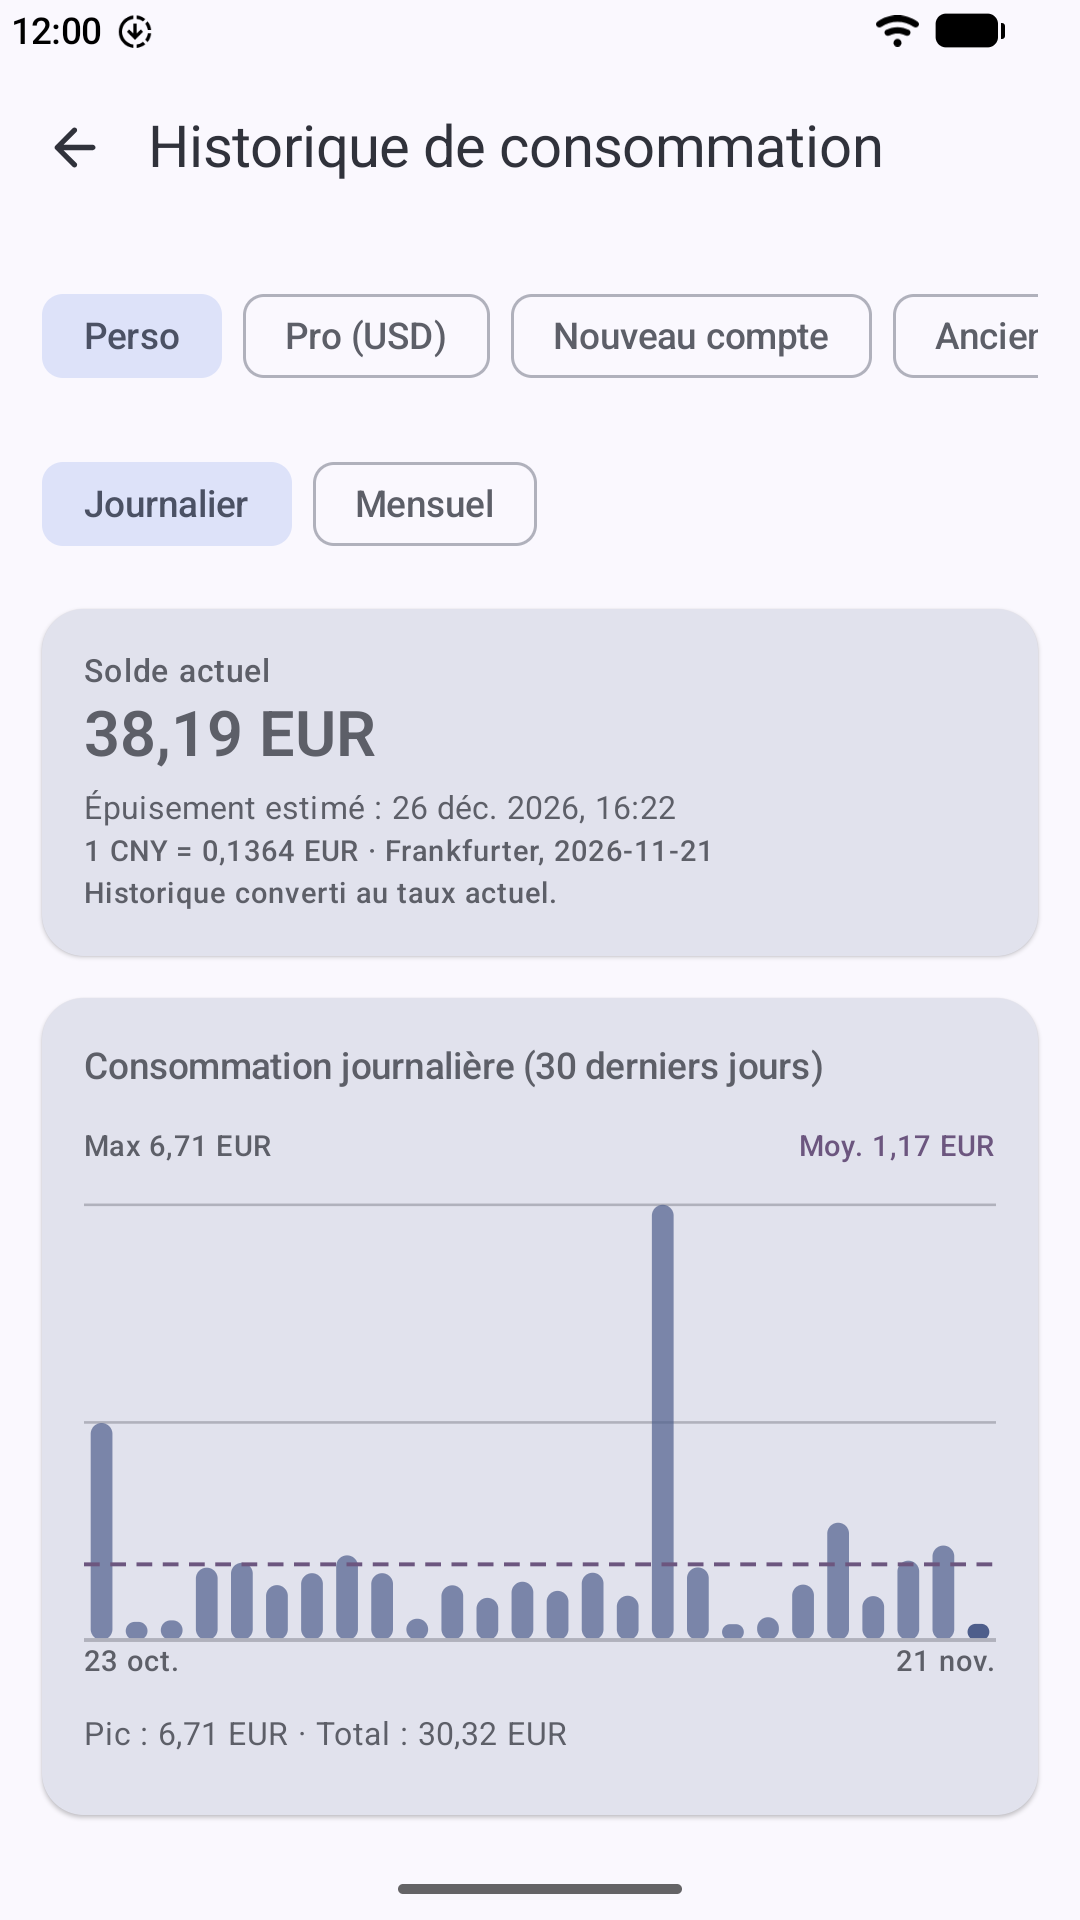 12:00
Historique de consommation
Perso
Pro (USD)
Nouveau compte
Ancien
Journalier
Mensuel
Solde actuel
38,19 EUR
Épuisement estimé : 26 déc. 2026, 16:22
1 CNY = 0,1364 EUR · Frankfurter, 2026-11-21
Historique converti au taux actuel.
Consommation journalière (30 derniers jours)
Max 6,71 EUR
Moy. 1,17 EUR
23 oct.
21 nov.
Pic : 6,71 EUR · Total : 30,32 EUR